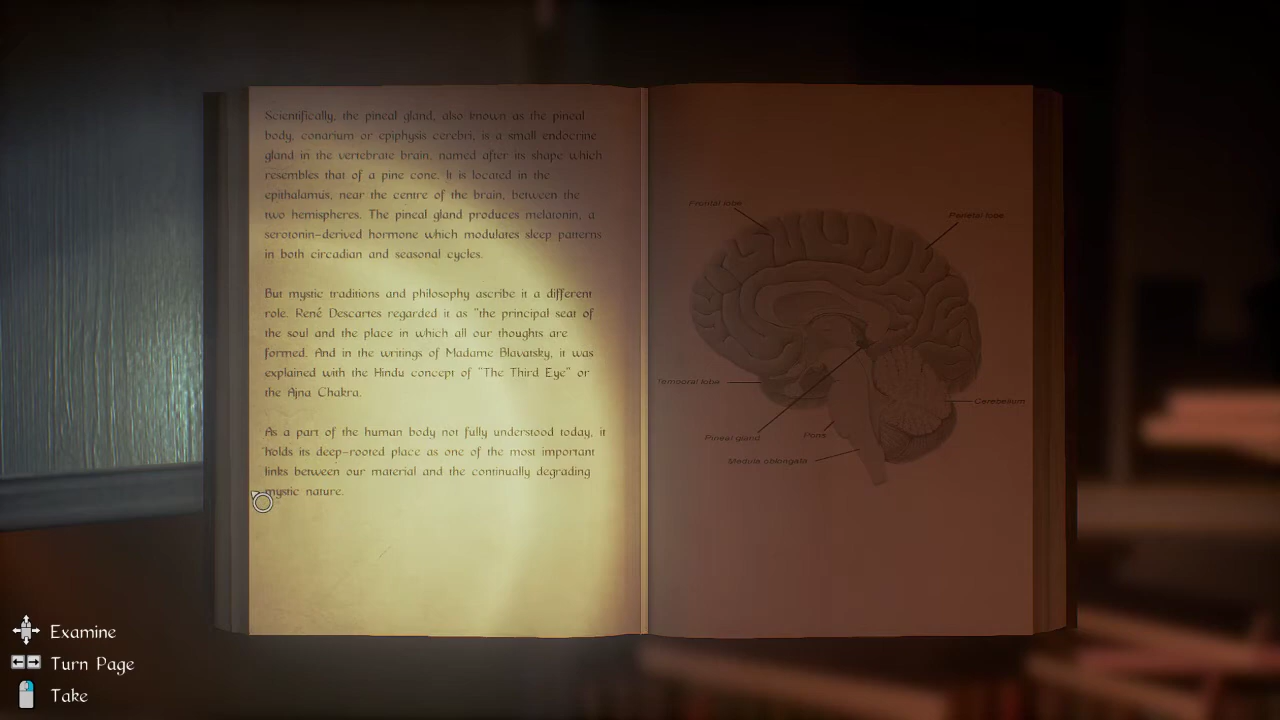 Scientifically, the pineal gland, also known as the pineal
body, conarium or epiphysis cerebri, is a small endocrine
gland in the vertebrate brain, named after its shape which
resembles that of a pine cone. It is located in the
epithalamus, near the centre of the brain, between the
two hemispheres. The pineal gland produces melatonin, a
serotonin-derived hormone which modulates sleep patterns
in both circadian and seasonal cycles.
But mystic traditions and philosophy ascribe it a different
role. René Descartes regarded it as "the principal seat of
the soul and the place in which all our thoughts are
formed. And in the writings of Madame Blavatsky, it was
explained with the Hindu concept of "The Third Eye" or
the Ajna Chakra.
As a part of the human body not fully understood today, it
holds its deep-rooted place as one of the most important
links between our material and the continually degrading
mystic nature.
Frontal lobe
Parietal lobe
Temporal lobe
Cerebellum
Pineal gland
Pons
Medula oblongata
Examine
Turn Page
Take